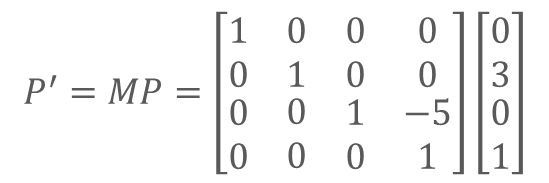 P′ = MP = [1 0 0 0] [0]
[0 1 0 0] [3]
[0 0 1 −5] [0]
[0 0 0 1] [1]